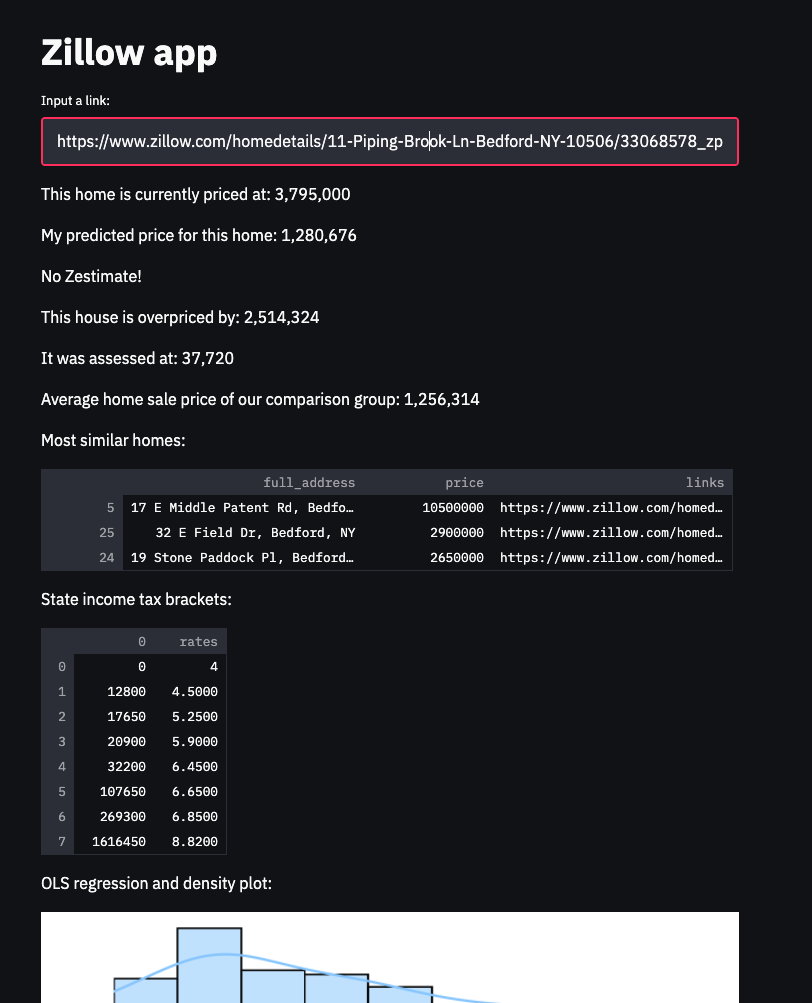 Zillow app
Input a link:
https://www.zillow.com/homedetails/11-Piping-Brook-Ln-Bedford-NY-10506/33068578_zp
This home is currently priced at: 3,795,000
My predicted price for this home: 1,280,676
No Zestimate!
This house is overpriced by: 2,514,324
It was assessed at: 37,720
Average home sale price of our comparison group: 1,256,314
Most similar homes:
full_address price links
5 17 E Middle Patent Rd, Bedfo… 10500000 https://www.zillow.com/homed…
25 32 E Field Dr, Bedford, NY 2900000 https://www.zillow.com/homed…
24 19 Stone Paddock Pl, Bedford… 2650000 https://www.zillow.com/homed…
State income tax brackets:
0 rates
0 0 4
1 12800 4.5000
2 17650 5.2500
3 20900 5.9000
4 32200 6.4500
5 107650 6.6500
6 269300 6.8500
7 1616450 8.8200
OLS regression and density plot: